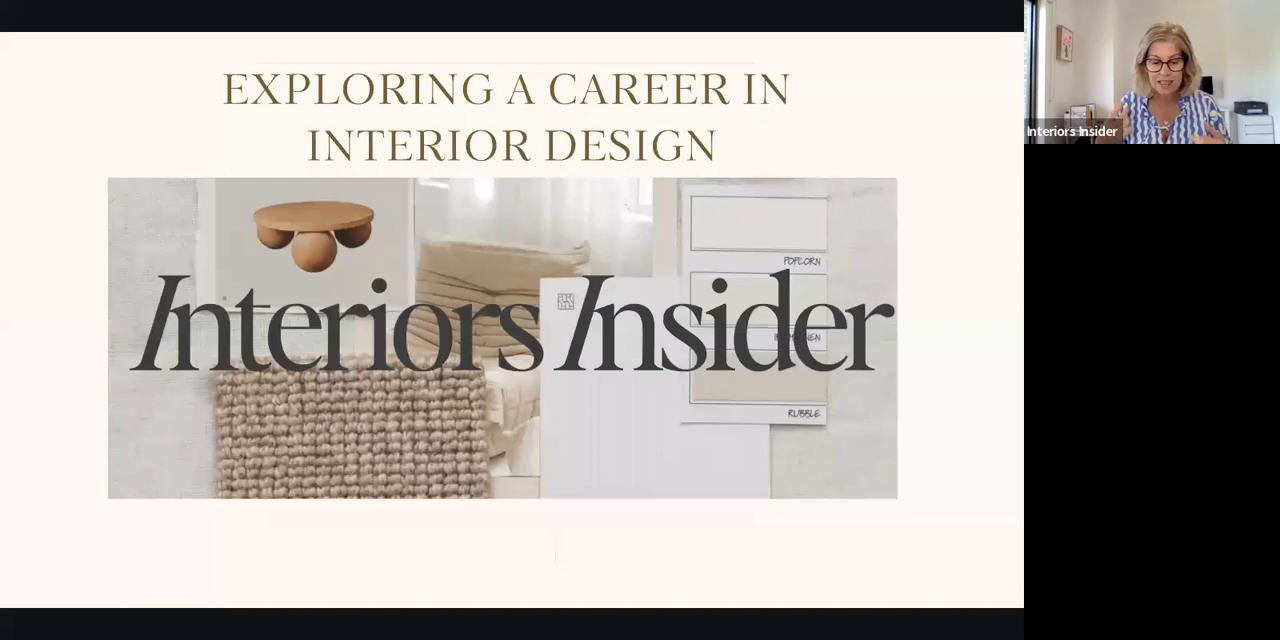 EXPLORING A CAREER IN
INTERIOR DESIGN
Interiors Insider
POPCORN
RUBBLE
Interiors Insider